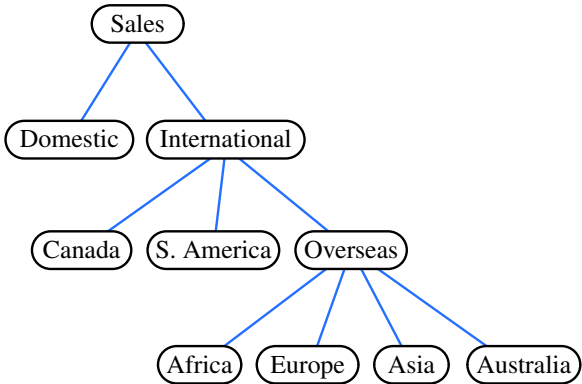 Sales
Domestic
International
Canada
S. America
Overseas
Africa
Europe
Asia
Australia